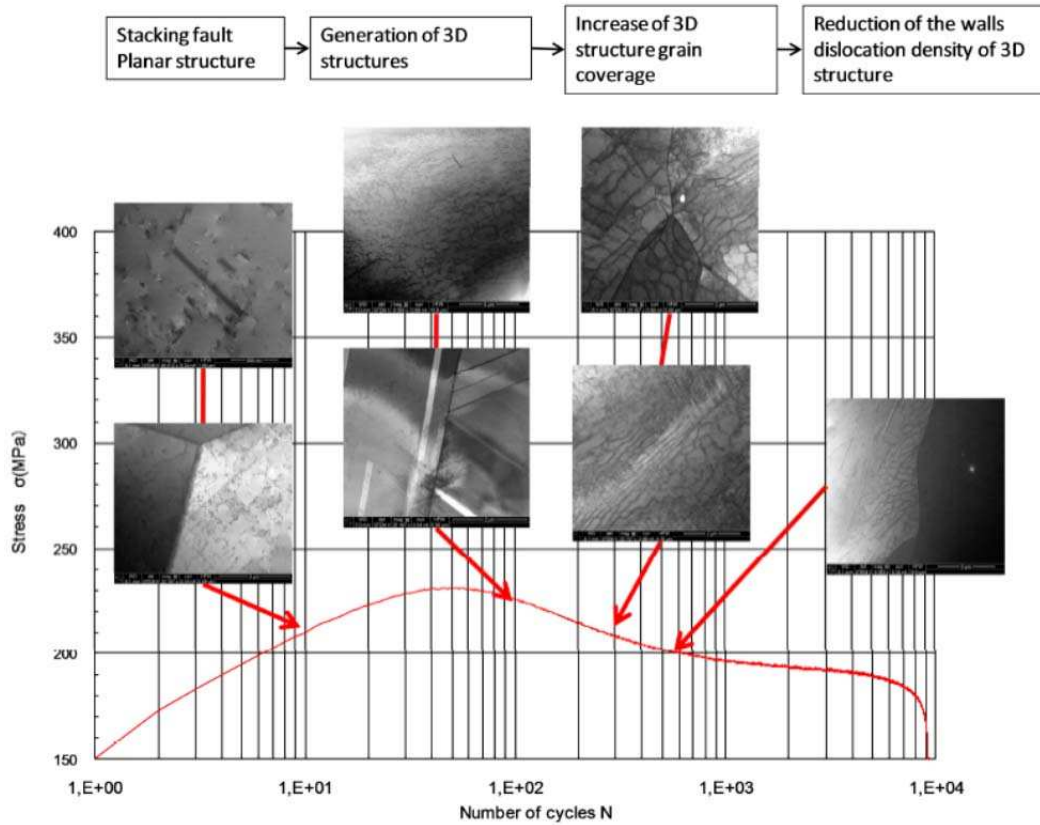 Stacking fault
Planar structure
Generation of 3D
structures
Increase of 3D
structure grain
coverage
Reduction of the walls
dislocation density of 3D
structure
400
350
300
250
200
150
Stress σ(MPa)
1,E+00
1,E+01
1,E+02
1,E+03
1,E+04
Number of cycles N